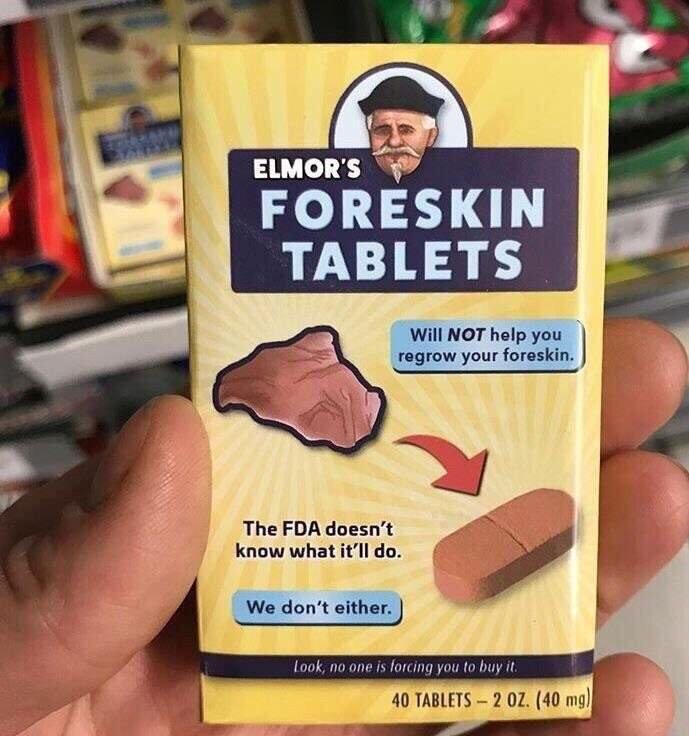 ELMOR'S
FORESKIN
TABLETS
Will NOT help you
regrow your foreskin.
The FDA doesn't
know what it'll do.
We don't either.
Look, no one is forcing you to buy it.
40 TABLETS – 2 OZ. (40 mg)